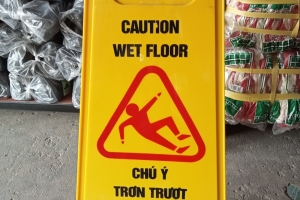 CAUTION
WET FLOOR
CHÚ Ý
TRƠN TRƯỢT